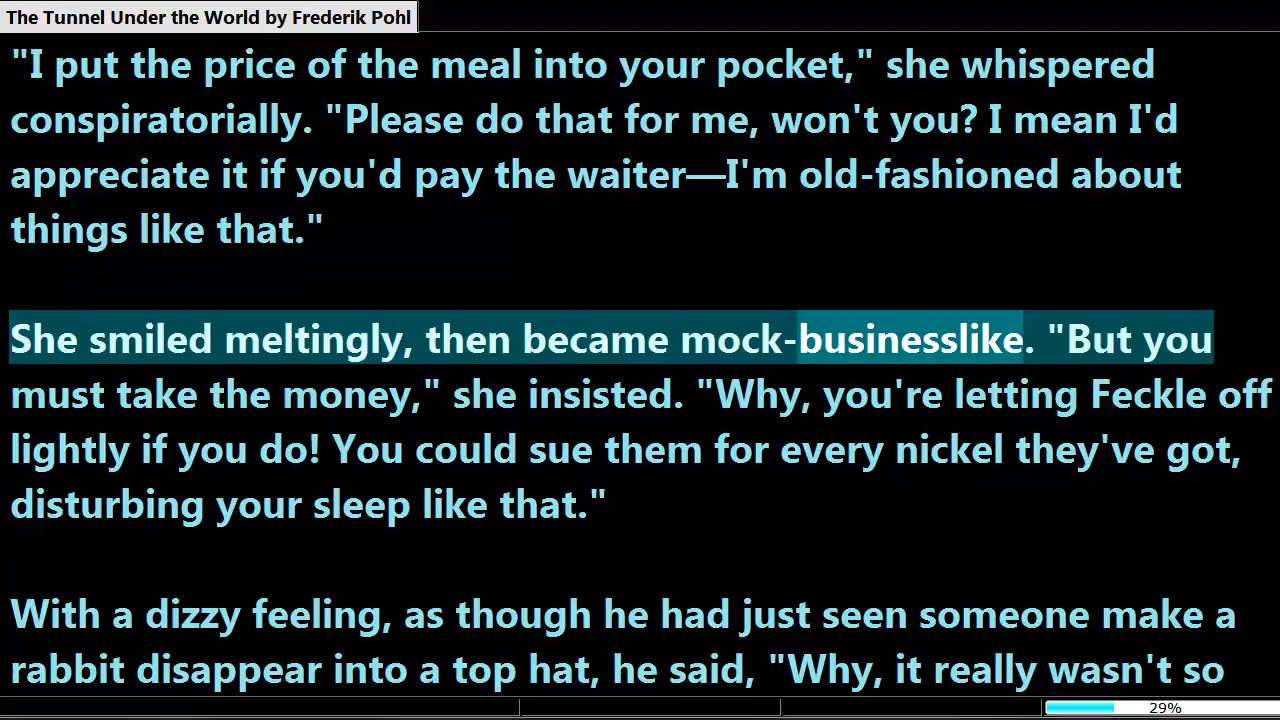 The Tunnel Under the World by Frederik Pohl
"I put the price of the meal into your pocket," she whispered
conspiratorially. "Please do that for me, won't you? I mean I'd
appreciate it if you'd pay the waiter—I'm old-fashioned about
things like that."
She smiled meltingly, then became mock-businesslike. "But you
must take the money," she insisted. "Why, you're letting Feckle off
lightly if you do! You could sue them for every nickel they've got,
disturbing your sleep like that."
With a dizzy feeling, as though he had just seen someone make a
rabbit disappear into a top hat, he said, "Why, it really wasn't so
29%